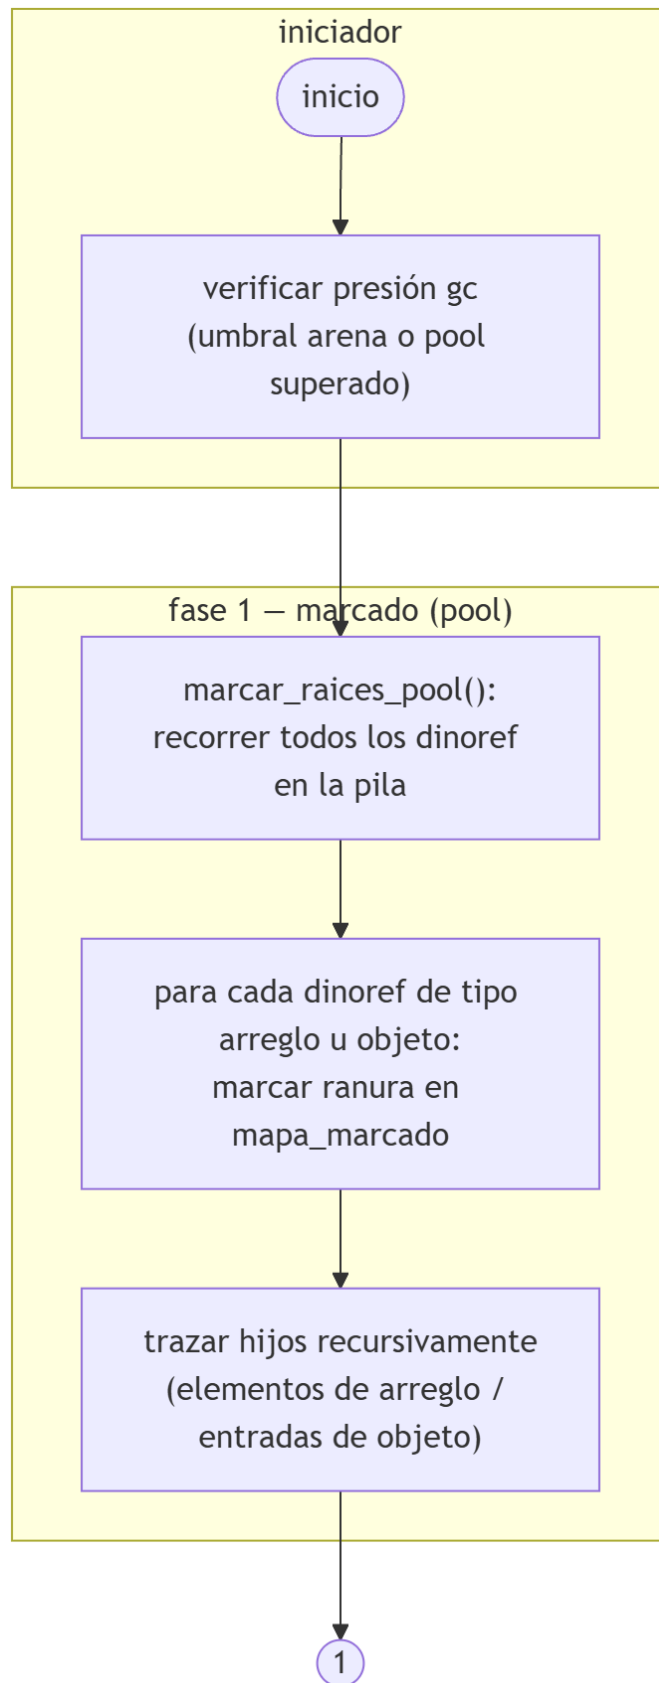 iniciador
inicio
verificar presión gc
(umbral arena o pool
superado)
fase 1 — marcado (pool)
marcar_raices_pool():
recorrer todos los dinoref
en la pila
para cada dinoref de tipo
arreglo u objeto:
marcar ranura en
mapa_marcado
trazar hijos recursivamente
(elementos de arreglo /
entradas de objeto)
1